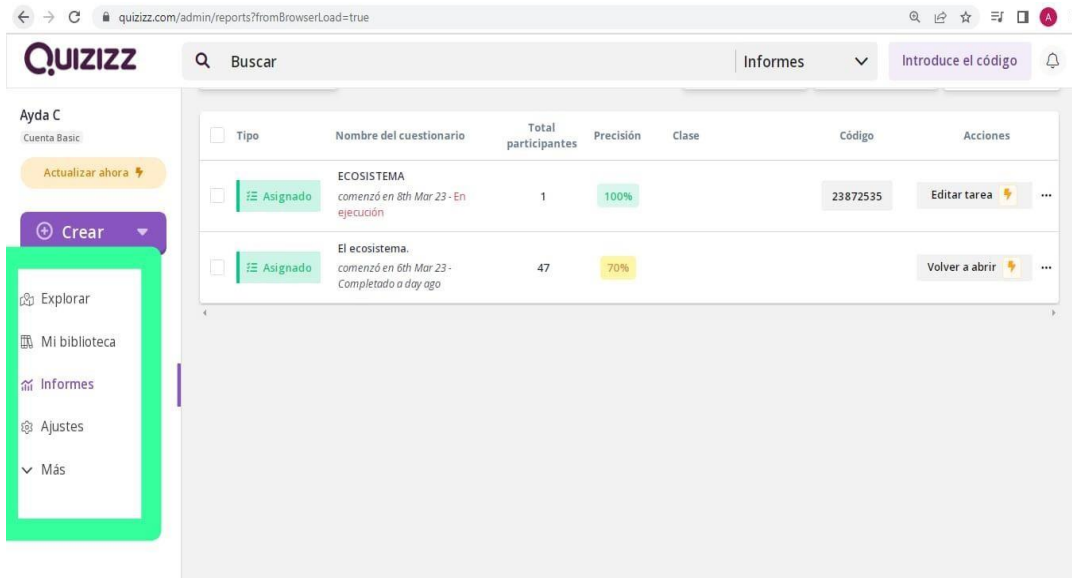 quizizz.com/admin/reports?fromBrowserLoad=true
A
QUIZIZZ
Buscar
Informes
Introduce el código
Ayda C
Cuenta Basic
Actualizar ahora
Crear
Explorar
Mi biblioteca
Informes
Ajustes
Más
Tipo
Nombre del cuestionario
Total
participantes
Precisión
Clase
Código
Acciones
Asignado
ECOSISTEMA
comenzó en 8th Mar 23 - En
ejecución
1
100%
23872535
Editar tarea
Asignado
El ecosistema.
comenzó en 6th Mar 23 -
Completado a day ago
47
70%
Volver a abrir